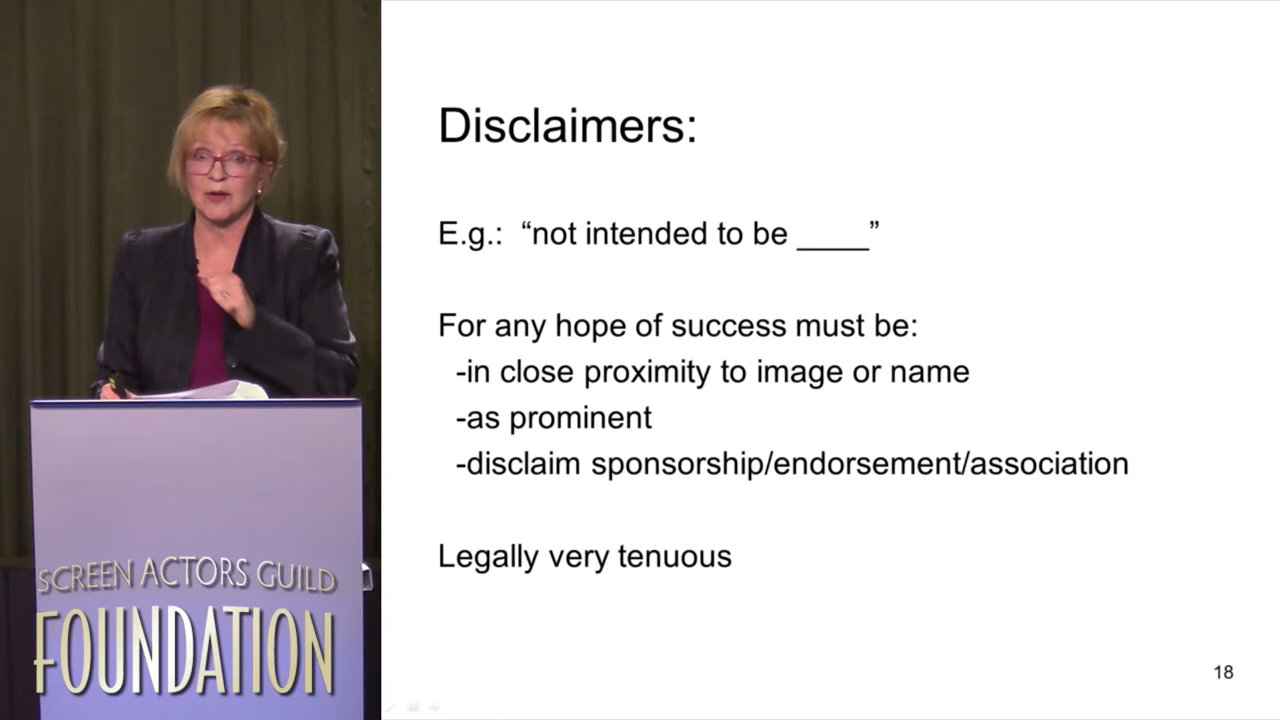 Disclaimers:
E.g.: “not intended to be ____”
For any hope of success must be:
-in close proximity to image or name
-as prominent
-disclaim sponsorship/endorsement/association
Legally very tenuous
18
SCREEN ACTORS GUILD
FOUNDATION